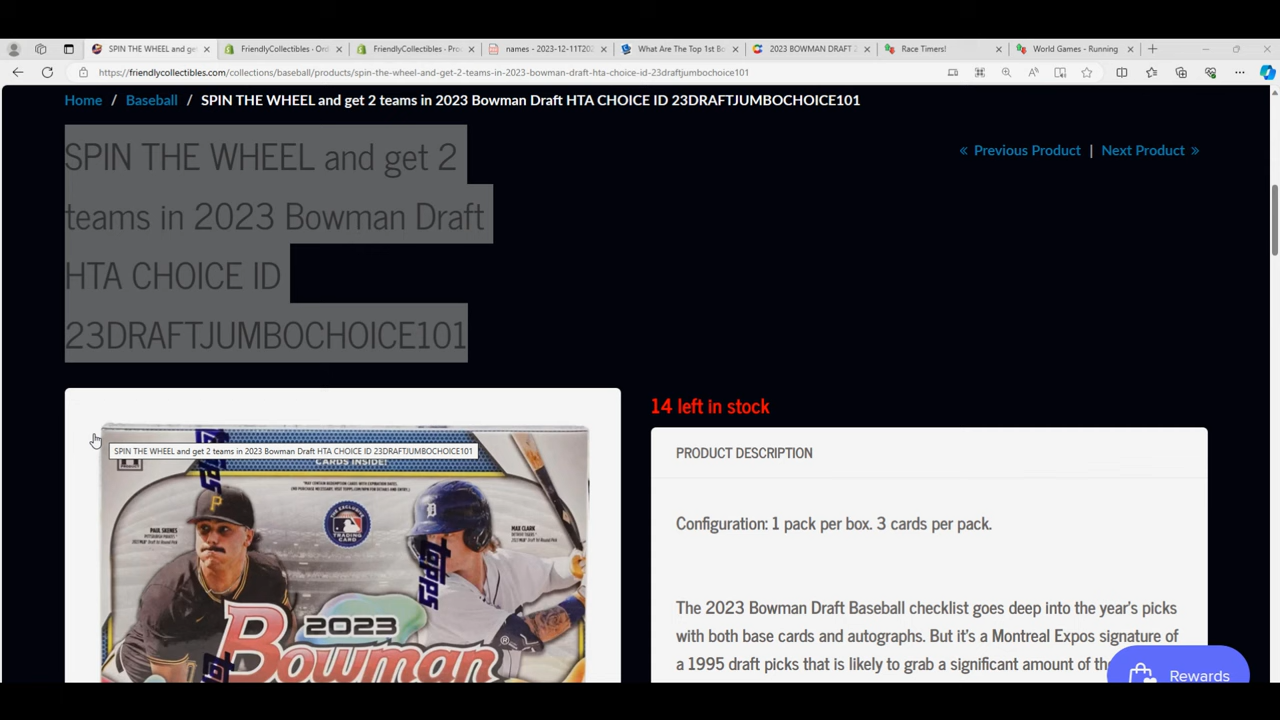 SPIN THE WHEEL and ge
FriendlyCollectibles · Ord
FriendlyCollectibles · Pro
names - 2023-12-11T20
What Are The Top 1st Bo
2023 BOWMAN DRAFT
Race Timers!
World Games - Running
https://friendlycollectibles.com/collections/baseball/products/spin-the-wheel-and-get-2-teams-in-2023-bowman-draft-hta-choice-id-23draftjumbochoice101
Home / Baseball / SPIN THE WHEEL and get 2 teams in 2023 Bowman Draft HTA CHOICE ID 23DRAFTJUMBOCHOICE101
SPIN THE WHEEL and get 2
teams in 2023 Bowman Draft
HTA CHOICE ID
23DRAFTJUMBOCHOICE101
« Previous Product | Next Product »
14 left in stock
PRODUCT DESCRIPTION
Configuration: 1 pack per box. 3 cards per pack.
The 2023 Bowman Draft Baseball checklist goes deep into the year's picks
with both base cards and autographs. But it's a Montreal Expos signature of
a 1995 draft picks that is likely to grab a significant amount of the
Rewards
SPIN THE WHEEL and get 2 teams in 2023 Bowman Draft HTA CHOICE ID 23DRAFTJUMBOCHOICE101
CARDS INSIDE!
PAUL SKENES
MAX CLARK
topps
2023
Bowman